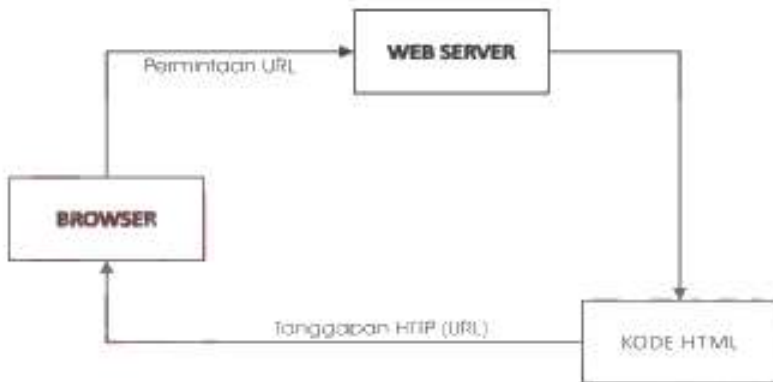 WEB SERVER
Permintaan URL
BROWSER
Tanggapan HTTP (URL)
KODE HTML